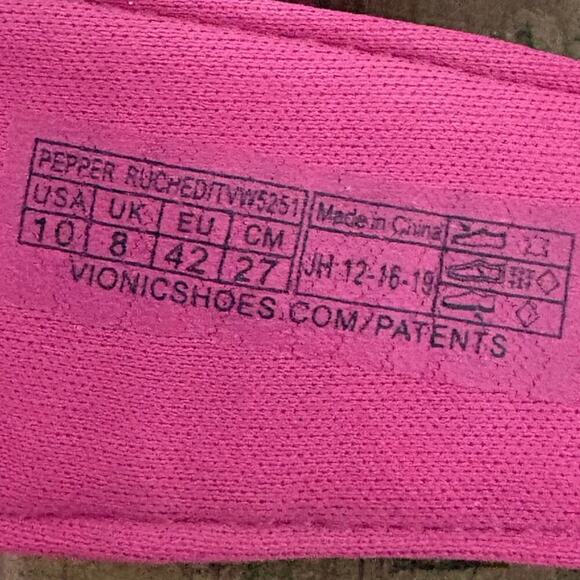 PEPPER RUCHED/TVW5251
USA UK EU CM
10 8 42 27
Made in China
JH 12-16-19
VIONICSHOES.COM/PATENTS